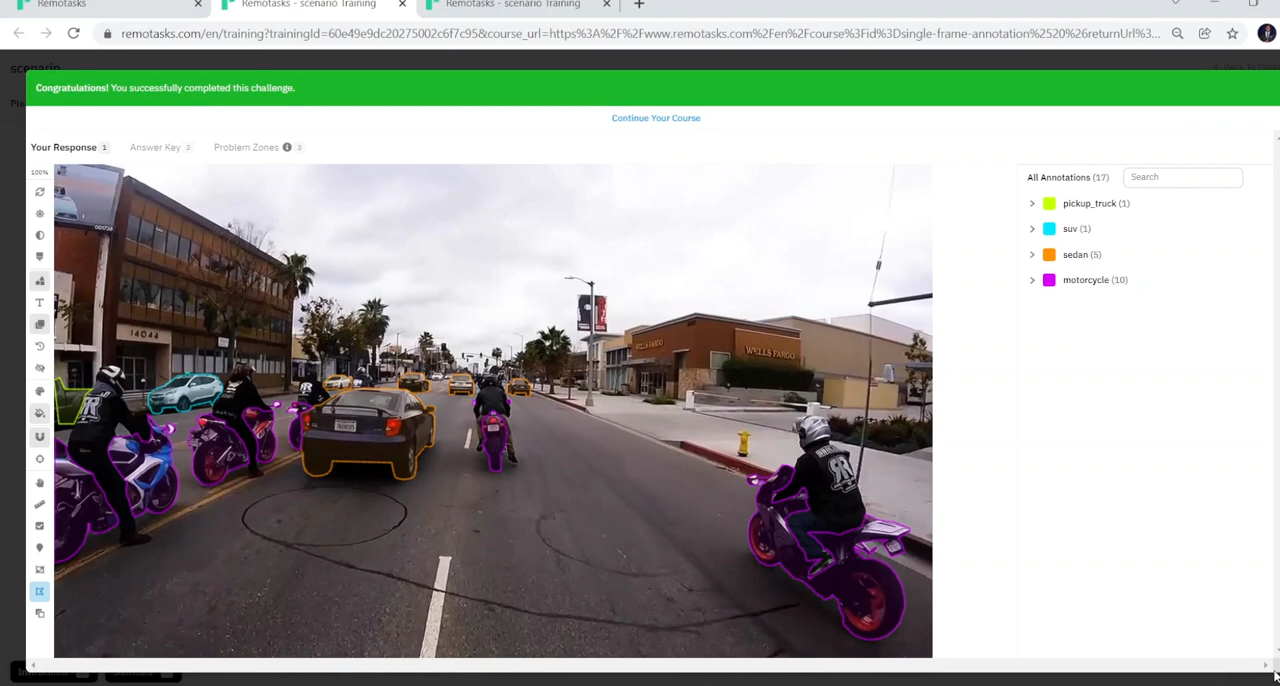 Remotasks
Remotasks - scenario Training
Remotasks - scenario Training
remotasks.com/en/training?trainingId=60e49e9dc20275002c6f7c95&course_url=https%3A%2F%2Fwww.remotasks.com%2Fen%2Fcourse%3Fid%3Dsingle-frame-annotation%2520%26returnUrl%3...
scenario
Congratulations! You successfully completed this challenge.
Continue Your Course
Your Response 1
Answer Key 2
Problem Zones 3
100%
All Annotations (17)
Search
pickup_truck (1)
suv (1)
sedan (5)
motorcycle (10)
14044
WELLS FARGO
WELLS FARGO